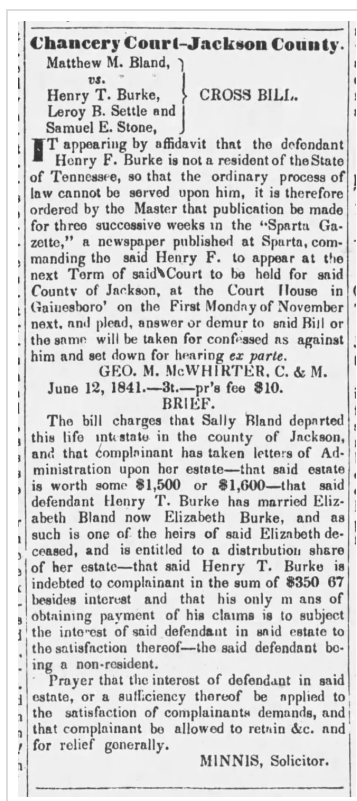 Chancery Court-Jackson County.
Matthew M. Bland,
vs.
Henry T. Burke,
Leroy B. Settle and
Samuel E. Stone,
CROSS BILL.
IT appearing by affidavit that the defendant
Henry F. Burke is not a resident of the State
of Tennessee, so that the ordinary process of
law cannot be served upon him, it is therefore
ordered by the Master that publication be made
for three successive weeks in the "Sparta Ga-
zette," a newspaper published at Sparta, com-
manding the said Henry F. to appear at the
next Term of said Court to be held for said
County of Jackson, at the Court House in
Gainesboro' on the First Monday of November
next, and plead, answer or demur to said Bill or
the same will be taken for confessed as against
him and set down for hearing ex parte.
GEO. M. McWHIRTER, C. & M.
June 12, 1841.—3t.—pr's fee $10.
BRIEF.
The bill charges that Sally Bland departed
this life intestate in the county of Jackson,
and that complainant has taken letters of Ad-
ministration upon her estate—that said estate
is worth some $1,500 or $1,600—that said
defendant Henry T. Burke has married Eliz-
abeth Bland now Elizabeth Burke, and as
such is one of the heirs of said Elizabeth de-
ceased, and is entitled to a distribution share
of her estate—that said Henry T. Burke is
indebted to complainant in the sum of $350 67
besides interest and that his only m ans of
obtaining payment of his claims is to subject
the interest of said defendant in said estate to
the satisfaction thereof—the said defendant be-
ing a non-resident.
Prayer that the interest of defendant in said
estate, or a sufficiency thereof be applied to
the satisfaction of complainants demands, and
that complainant be allowed to retain &c. and
for relief generally.
MINNIS, Solicitor.